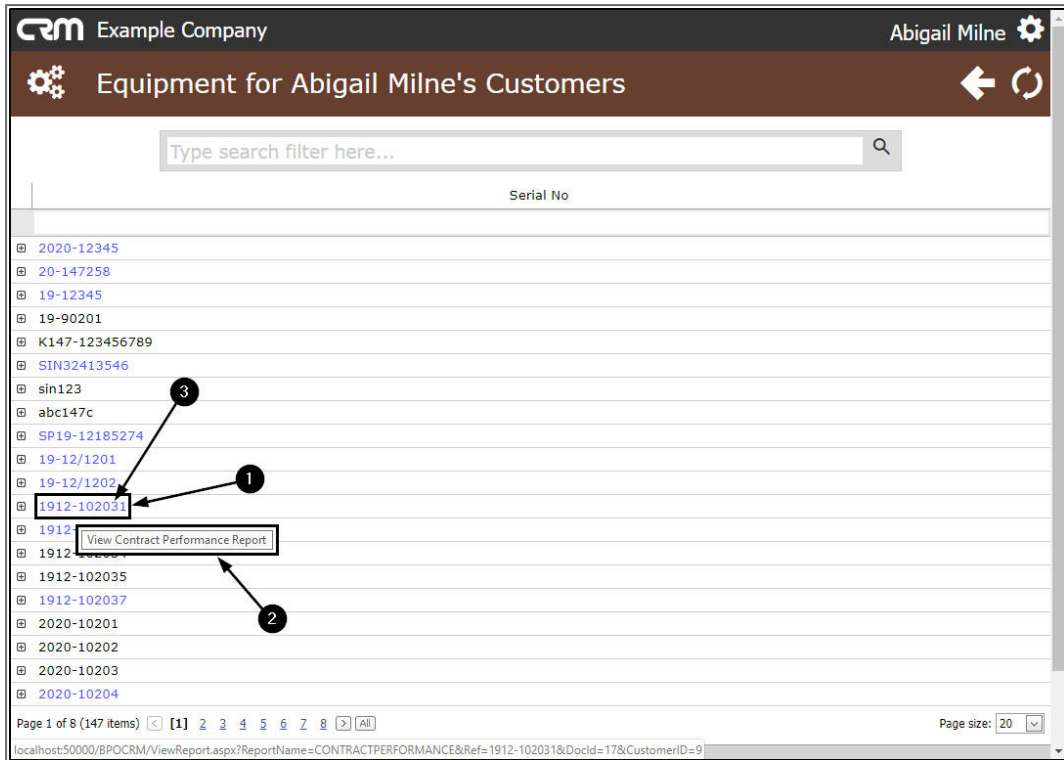 CRM Example Company Abigail Milne
Equipment for Abigail Milne's Customers
Type search filter here...
Serial No
2020-12345
20-147258
19-12345
19-90201
K147-123456789
SIN32413546
sin123
3
abc147c
SP19-12185274
19-12/1201
19-12/1202
1
1912-102031
1912-
View Contract Performance Report
1912-102034
1912-102035
1912-102037
2
2020-10201
2020-10202
2020-10203
2020-10204
Page 1 of 8 (147 items) [1] 2 3 4 5 6 7 8 All Page size: 20
localhost:50000/BPOCRM/ViewReport.aspx?ReportName=CONTRACTPERFORMANCE&Ref=1912-102031&DocId=17&CustomerID=9